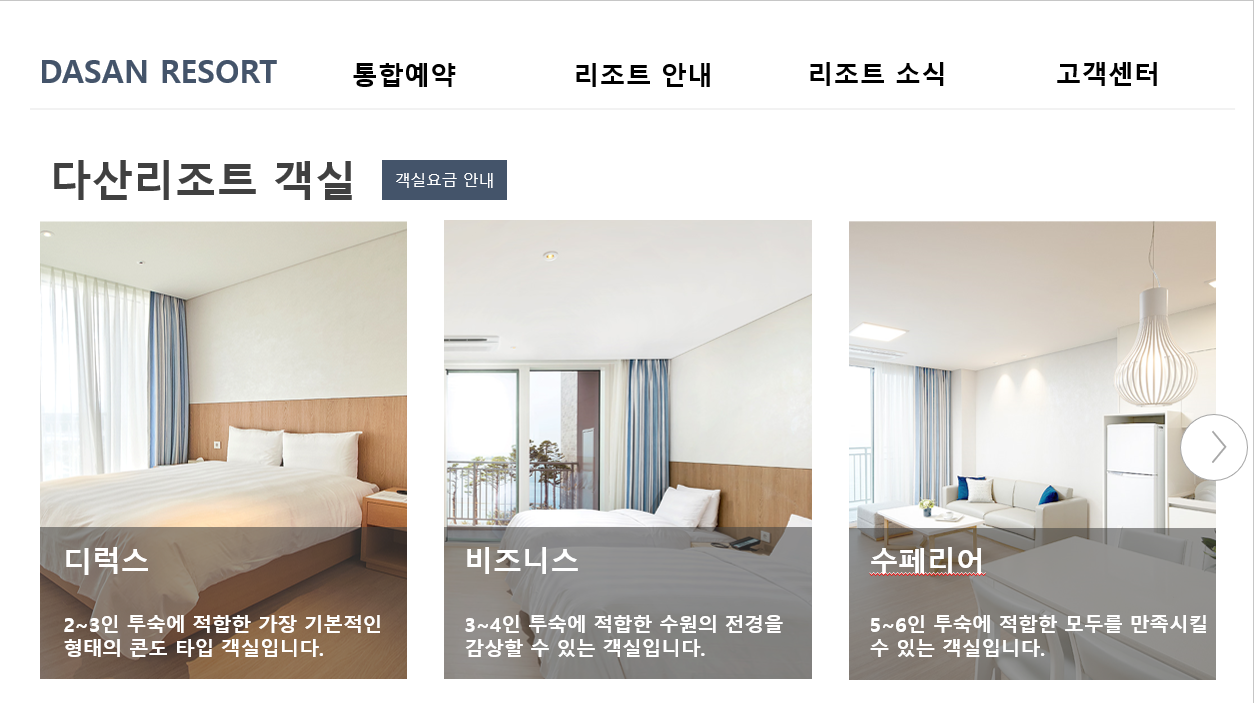 DASAN RESORT 통합예약 리조트 안내 리조트 소식 고객센터
다산리조트 객실 객실요금 안내
디럭스
2~3인 투숙에 적합한 가장 기본적인
형태의 콘도 타입 객실입니다.
비즈니스
3~4인 투숙에 적합한 수원의 전경을
감상할 수 있는 객실입니다.
수페리어
5~6인 투숙에 적합한 모두를 만족시킬
수 있는 객실입니다.